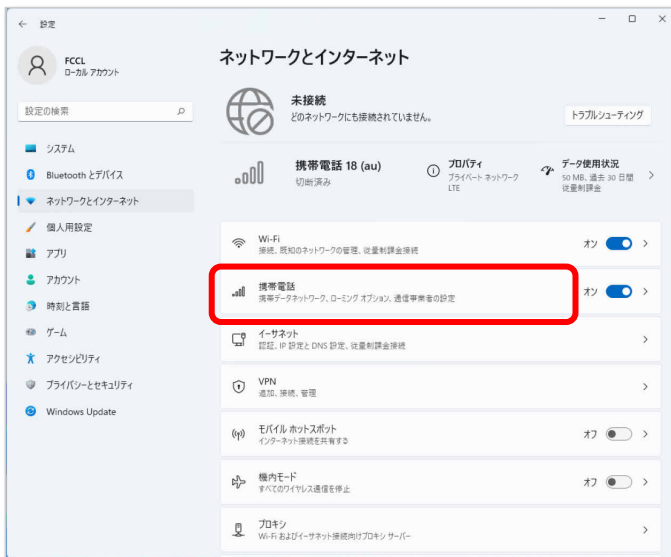 設定
FCCL
ローカル アカウント
設定の検索
システム
Bluetooth とデバイス
ネットワークとインターネット
個人用設定
アプリ
アカウント
時刻と言語
ゲーム
アクセシビリティ
プライバシーとセキュリティ
Windows Update
ネットワークとインターネット
未接続
どのネットワークにも接続されていません。
トラブルシューティング
携帯電話 18 (au)
切断済み
プロパティ
プライベート ネットワーク
LTE
データ使用状況
50 MB、過去 30 日間
従量制課金
Wi-Fi
接続、既知のネットワークの管理、従量制課金接続
オン
携帯電話
携帯データネットワーク、ローミング オプション、通信事業者の設定
オン
イーサネット
認証、IP 設定と DNS 設定、従量制課金接続
VPN
追加、接続、管理
モバイル ホットスポット
インターネット接続を共有する
オフ
機内モード
すべてのワイヤレス通信を停止
オフ
プロキシ
Wi-Fi およびイーサネット接続向けプロキシ サーバー